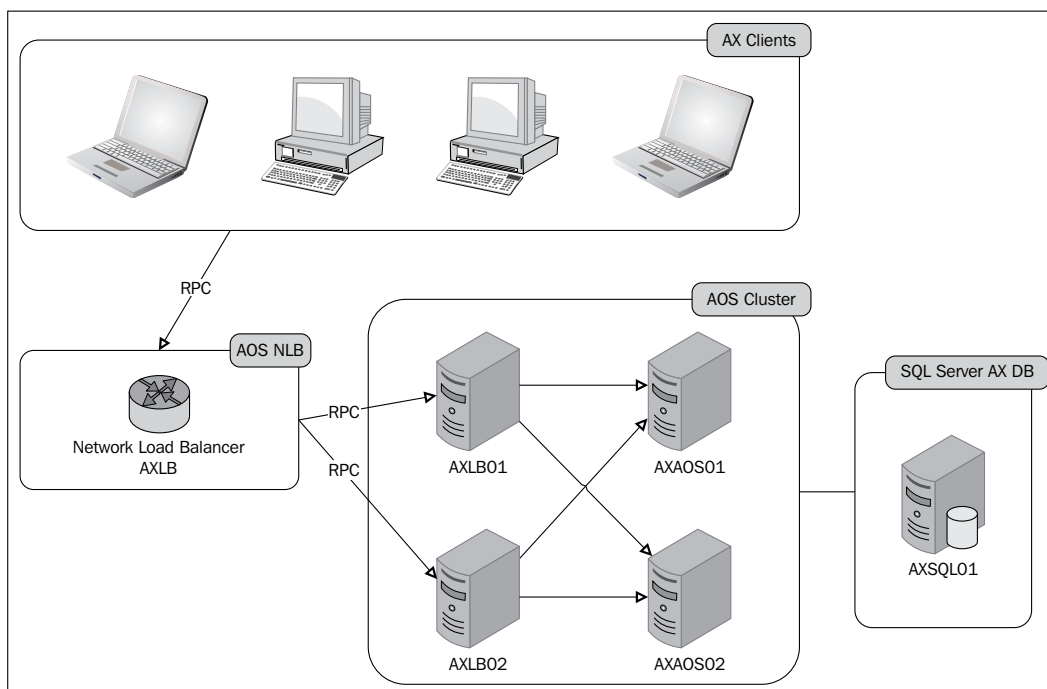 AX Clients
RPC
AOS NLB
Network Load Balancer
AXLB
RPC
RPC
AOS Cluster
AXLB01
AXAOS01
AXLB02
AXAOS02
SQL Server AX DB
AXSQL01